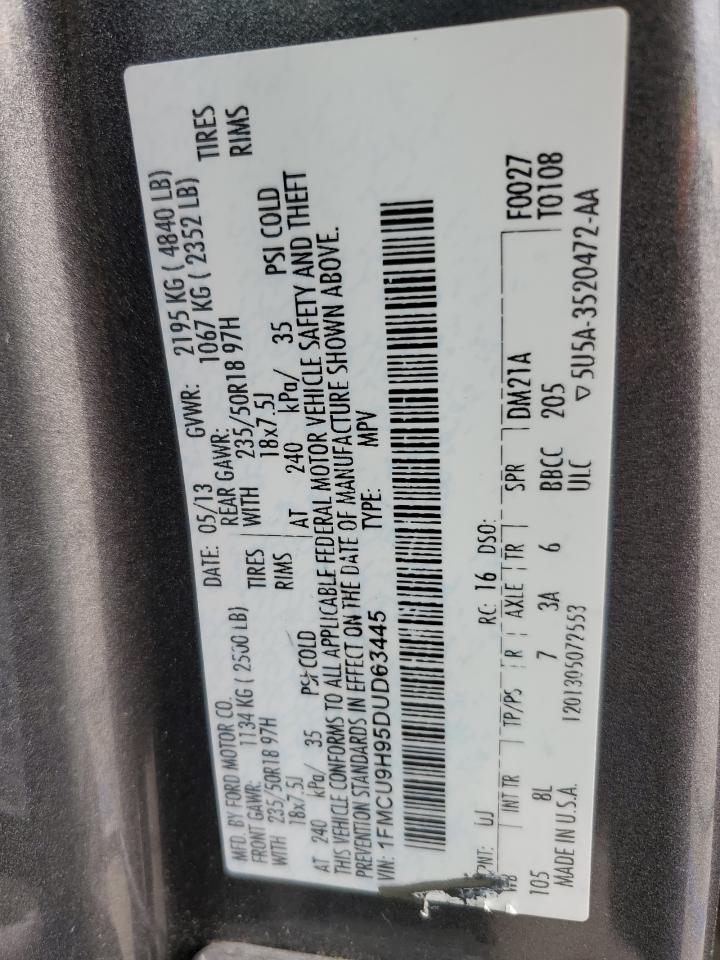 MFD. BY FORD MOTOR CO.
DATE: 05/13 GVWR: 2195 KG ( 4840 LB)
FRONT GAWR: 1134 KG ( 2500 LB) REAR GAWR: 1067 KG ( 2352 LB)
WITH 235/50R18 97H TIRES WITH 235/50R18 97H TIRES
18x7.5J RIMS 18x7.5J RIMS
AT 240 kPa/ 35 PSI COLD AT 240 kPa/ 35 PSI COLD
THIS VEHICLE CONFORMS TO ALL APPLICABLE FEDERAL MOTOR VEHICLE SAFETY AND THEFT
PREVENTION STANDARDS IN EFFECT ON THE DATE OF MANUFACTURE SHOWN ABOVE.
VIN: 1FMCU9H95DUD63445 TYPE: MPV
PNT: UJ RC: 16 DSO: F0027
WB INT TR TP/PS R AXLE TR SPR DM21A T0108
105 8L 7 3A 6 BBCC 205
MADE IN U.S.A. 1201305072553 ULC ▽ 5U5A-3520472-AA